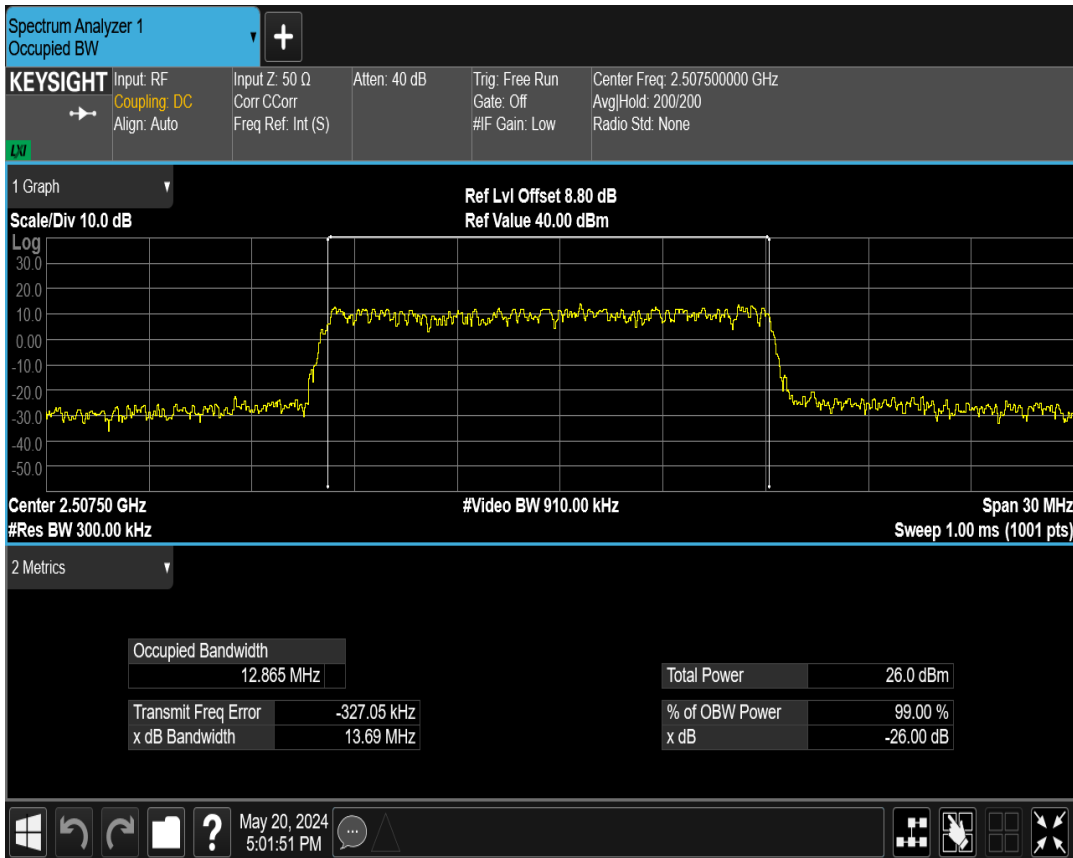 Spectrum Analyzer 1
Occupied BW
KEYSIGHT
Input: RF
Coupling: DC
Align: Auto
Input Z: 50 Ω
Corr CCorr
Freq Ref: Int (S)
Atten: 40 dB
Trig: Free Run
Gate: Off
#IF Gain: Low
Center Freq: 2.507500000 GHz
Avg|Hold: 200/200
Radio Std: None
LXI
1 Graph
Scale/Div 10.0 dB
Ref Lvl Offset 8.80 dB
Ref Value 40.00 dBm
Log
30.0
20.0
10.0
0.00
-10.0
-20.0
-30.0
-40.0
-50.0
Center 2.50750 GHz
#Res BW 300.00 kHz
#Video BW 910.00 kHz
Span 30 MHz
Sweep 1.00 ms (1001 pts)
2 Metrics
Occupied Bandwidth
12.865 MHz
Transmit Freq Error -327.05 kHz
x dB Bandwidth 13.69 MHz
Total Power 26.0 dBm
% of OBW Power 99.00 %
x dB -26.00 dB
May 20, 2024
5:01:51 PM